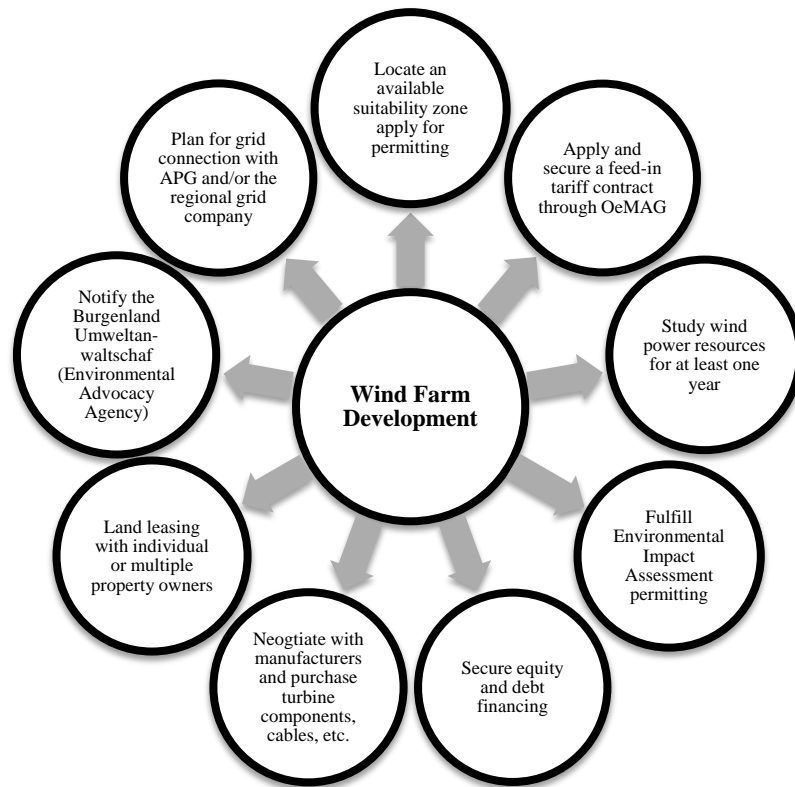 Locate an
available
suitability zone
apply for
permitting
Apply and
secure a feed-in
tariff contract
through OeMAG
Study wind
power resources
for at least one
year
Fulfill
Environmental
Impact
Assessment
permitting
Secure equity
and debt
financing
Neogtiate with
manufacturers
and purchase
turbine
components,
cables, etc.
Land leasing
with individual
or multiple
property owners
Notify the
Burgenland
Umweltan-
waltschaf
(Environmental
Advocacy
Agency)
Plan for grid
connection with
APG and/or the
regional grid
company
Wind Farm
Development